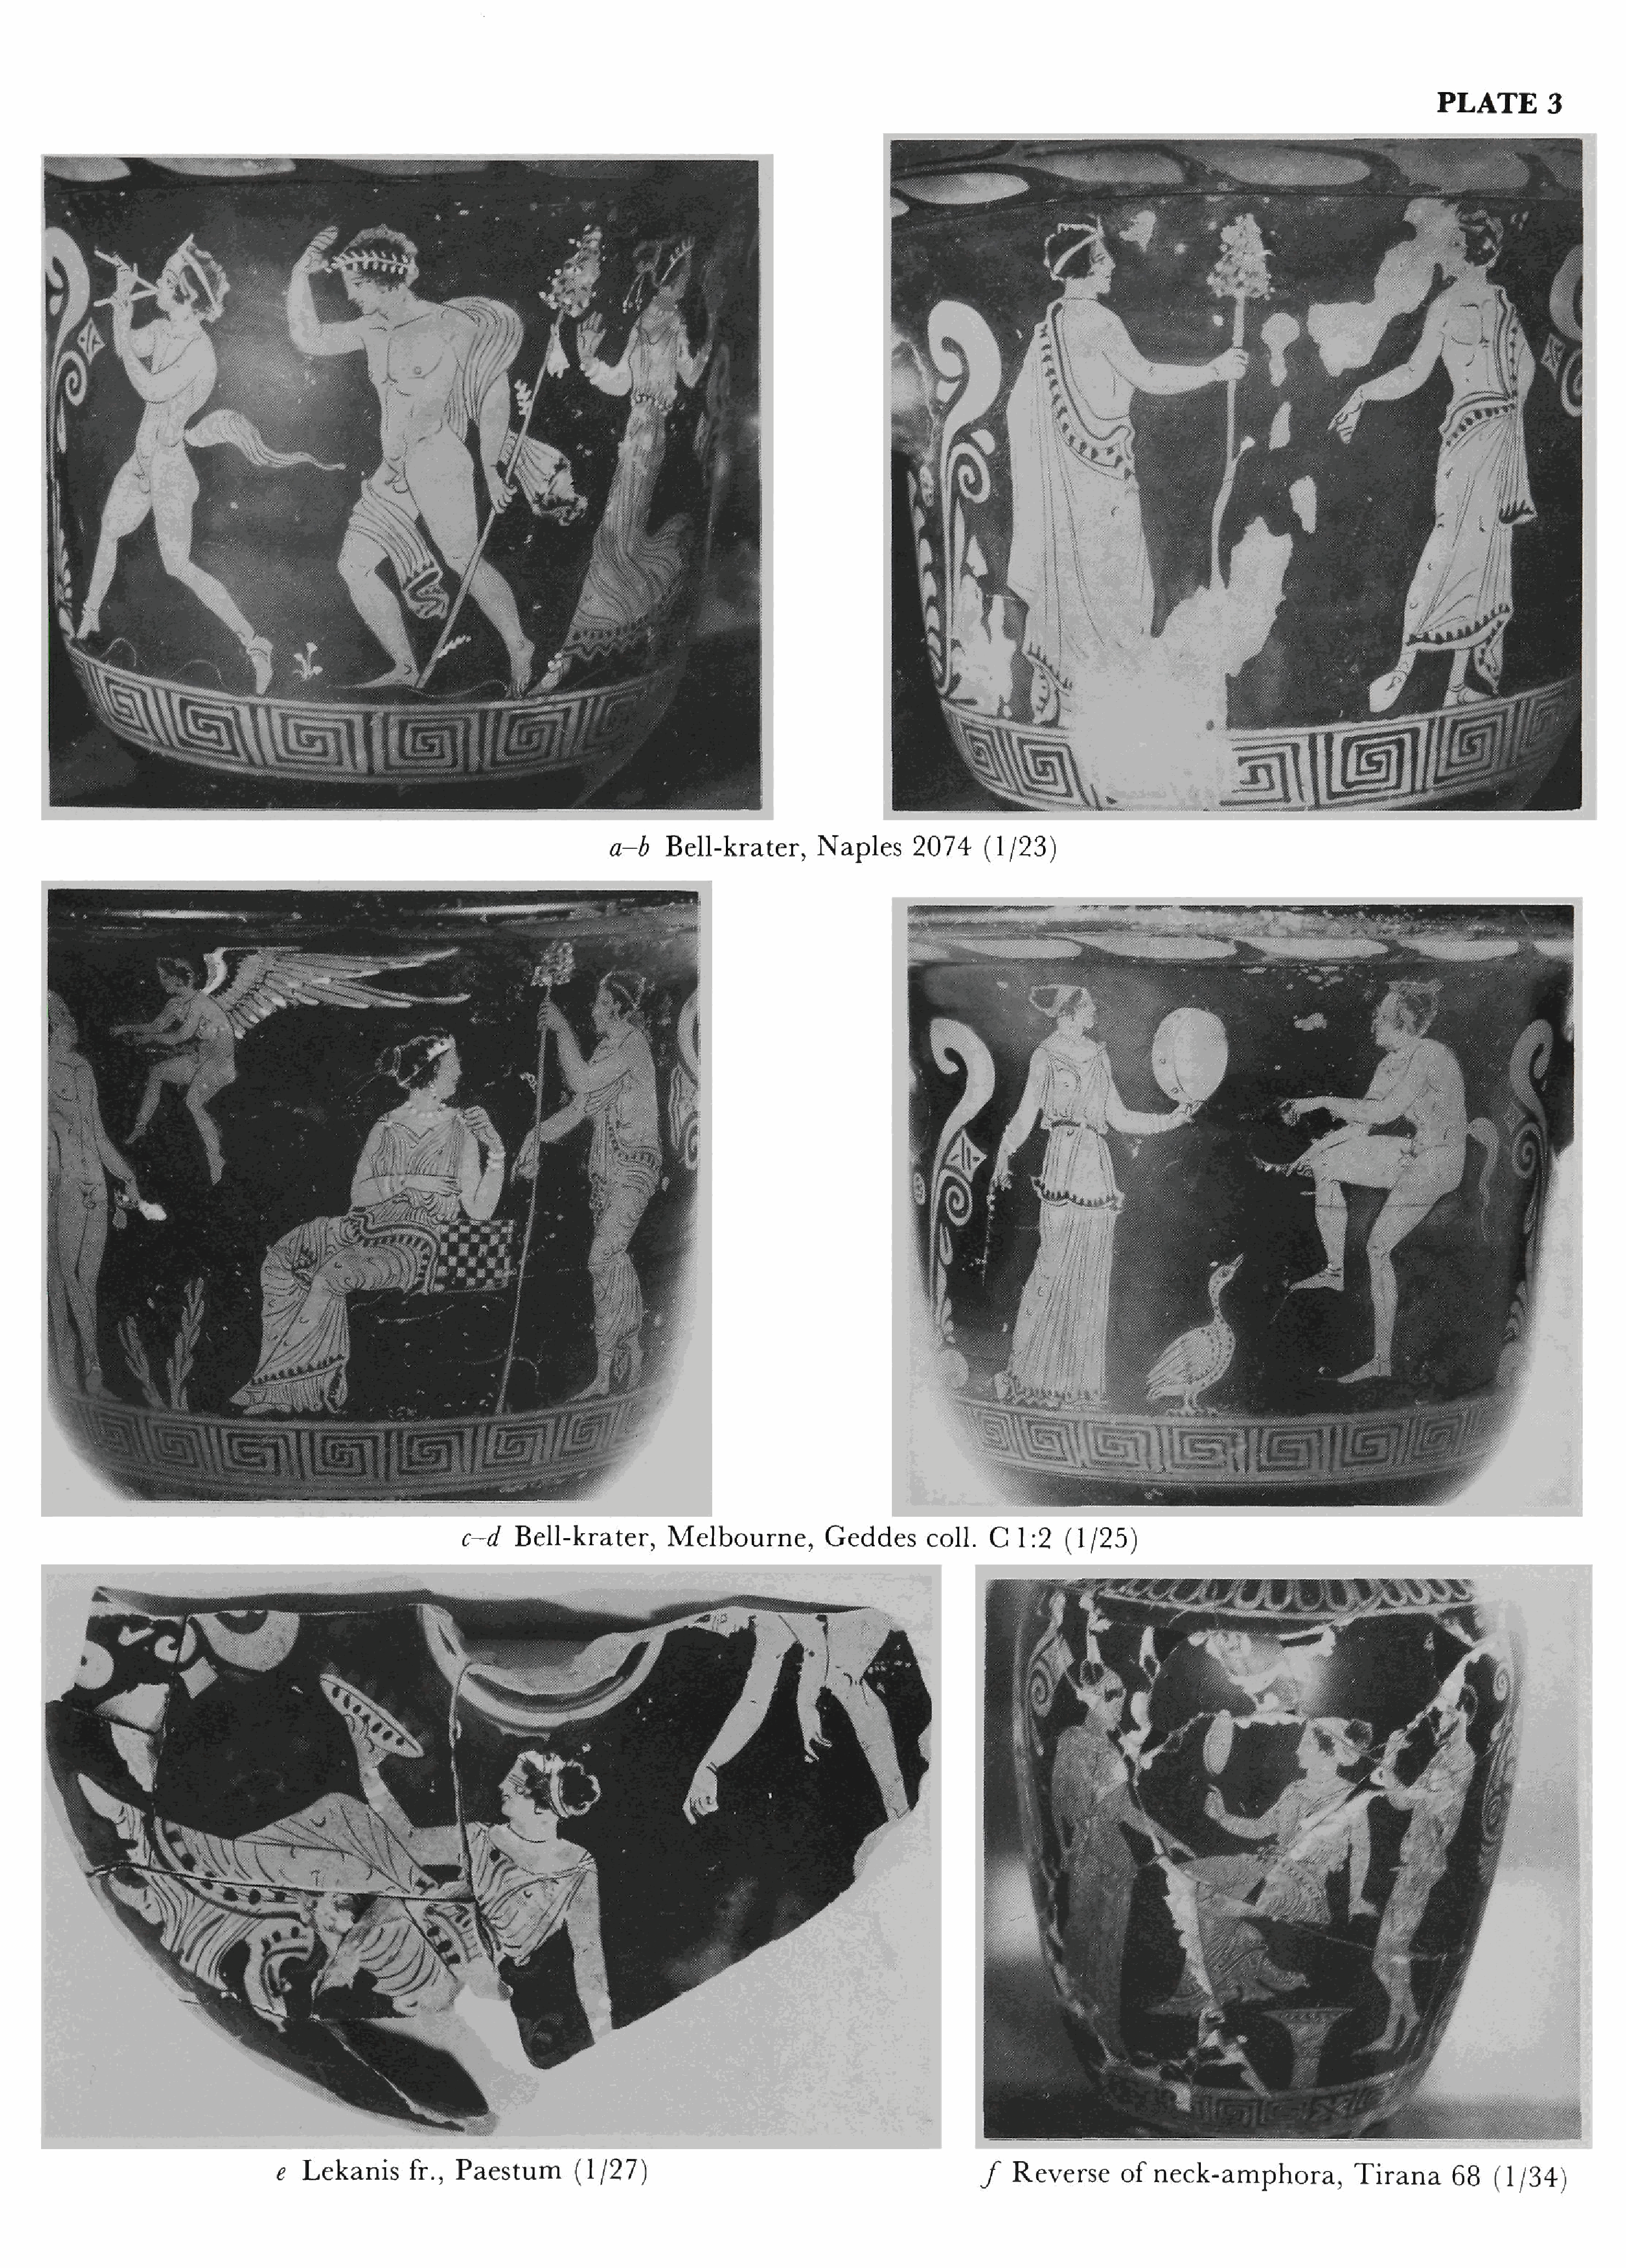 PLATE 3
a–b Bell-krater, Naples 2074 (1/23)
c–d Bell-krater, Melbourne, Geddes coll. C 1:2 (1/25)
e Lekanis fr., Paestum (1/27)
f Reverse of neck-amphora, Tirana 68 (1/34)